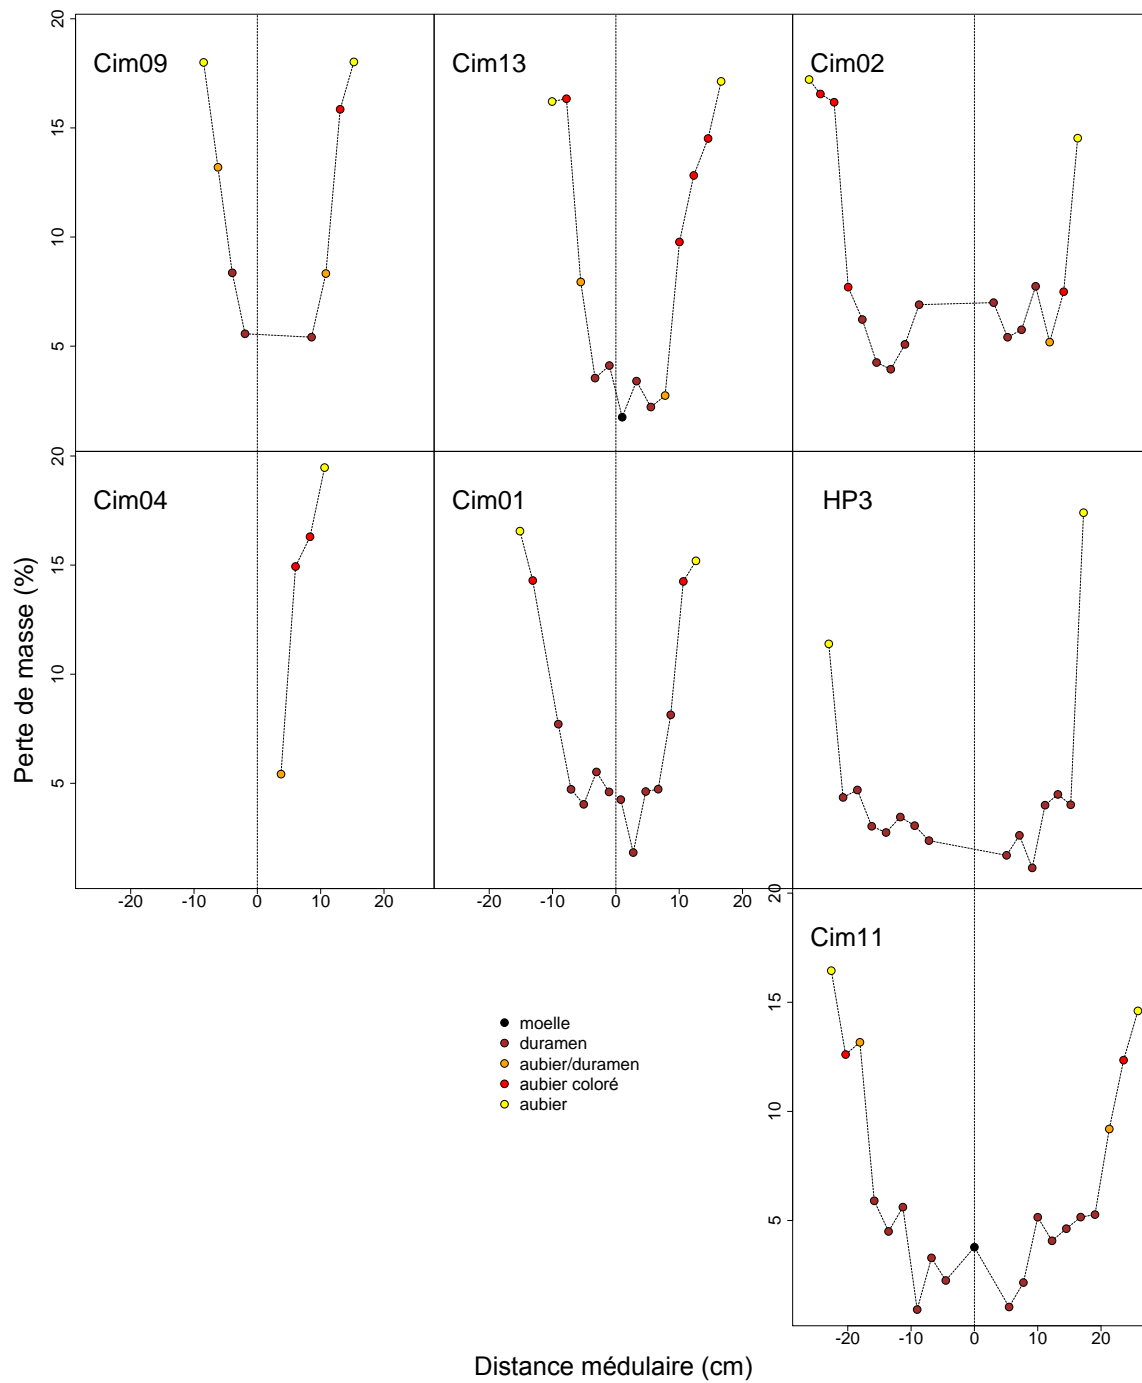 Cim09
Cim13
Cim02
20
15
10
5
Cim04
Cim01
HP3
20
15
10
5
Perte de masse (%)
-20 -10 0 10 20
-20 -10 0 10 20
20
15
10
5
Cim11
moelle
duramen
aubier/duramen
aubier coloré
aubier
-20 -10 0 10 20
Distance médulaire (cm)